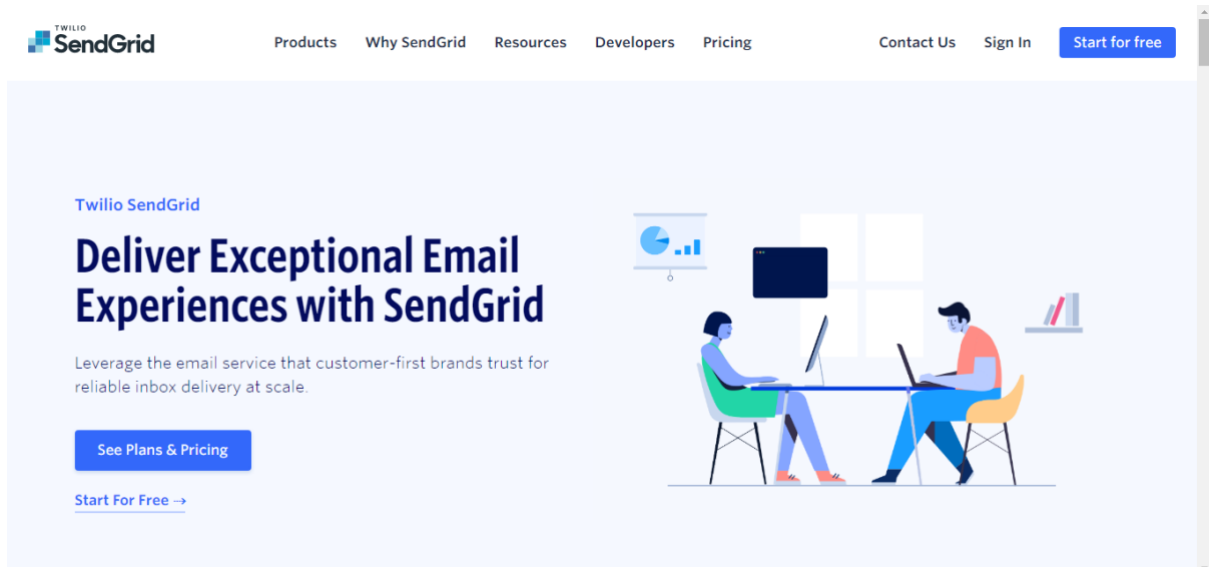 TWILIO
SendGrid
Products Why SendGrid Resources Developers Pricing Contact Us Sign In Start for free
Twilio SendGrid
Deliver Exceptional Email
Experiences with SendGrid
Leverage the email service that customer-first brands trust for
reliable inbox delivery at scale.
See Plans & Pricing
Start For Free →